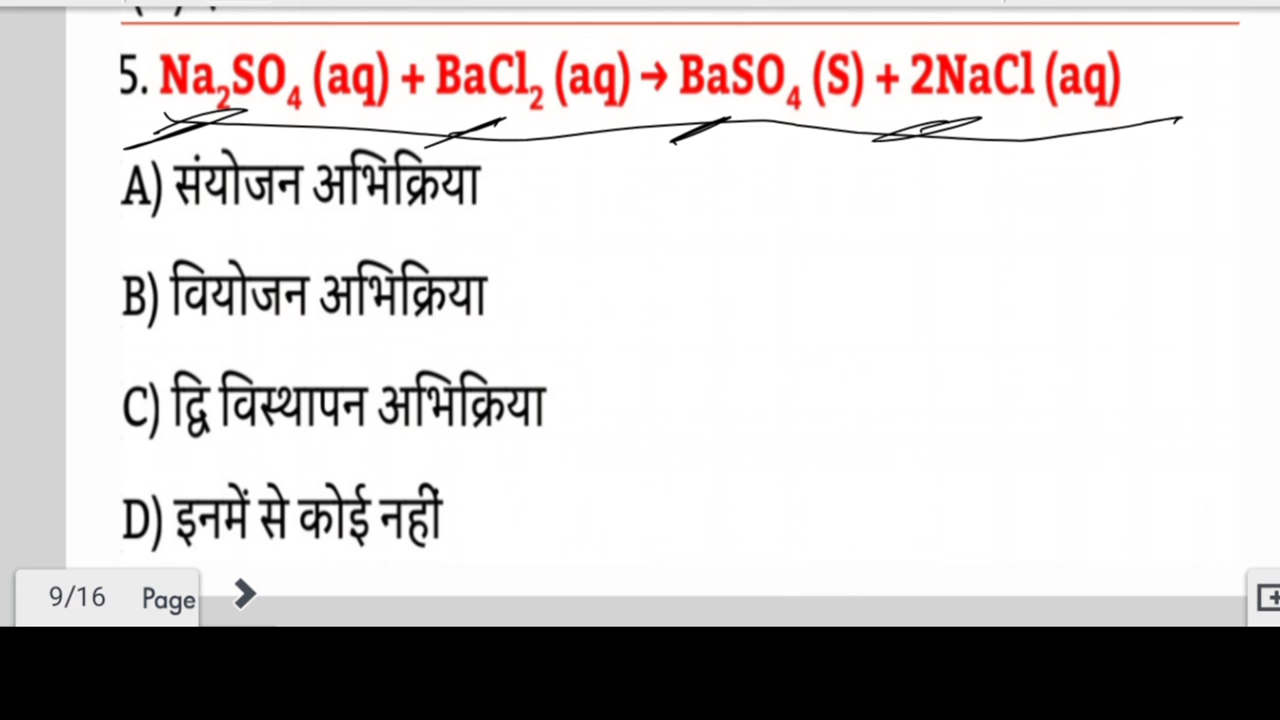 5. Na₂SO₄ (aq) + BaCl₂ (aq) → BaSO₄ (S) + 2NaCl (aq)
A) संयोजन अभिक्रिया
B) वियोजन अभिक्रिया
C) द्वि विस्थापन अभिक्रिया
D) इनमें से कोई नहीं
9/16 Page